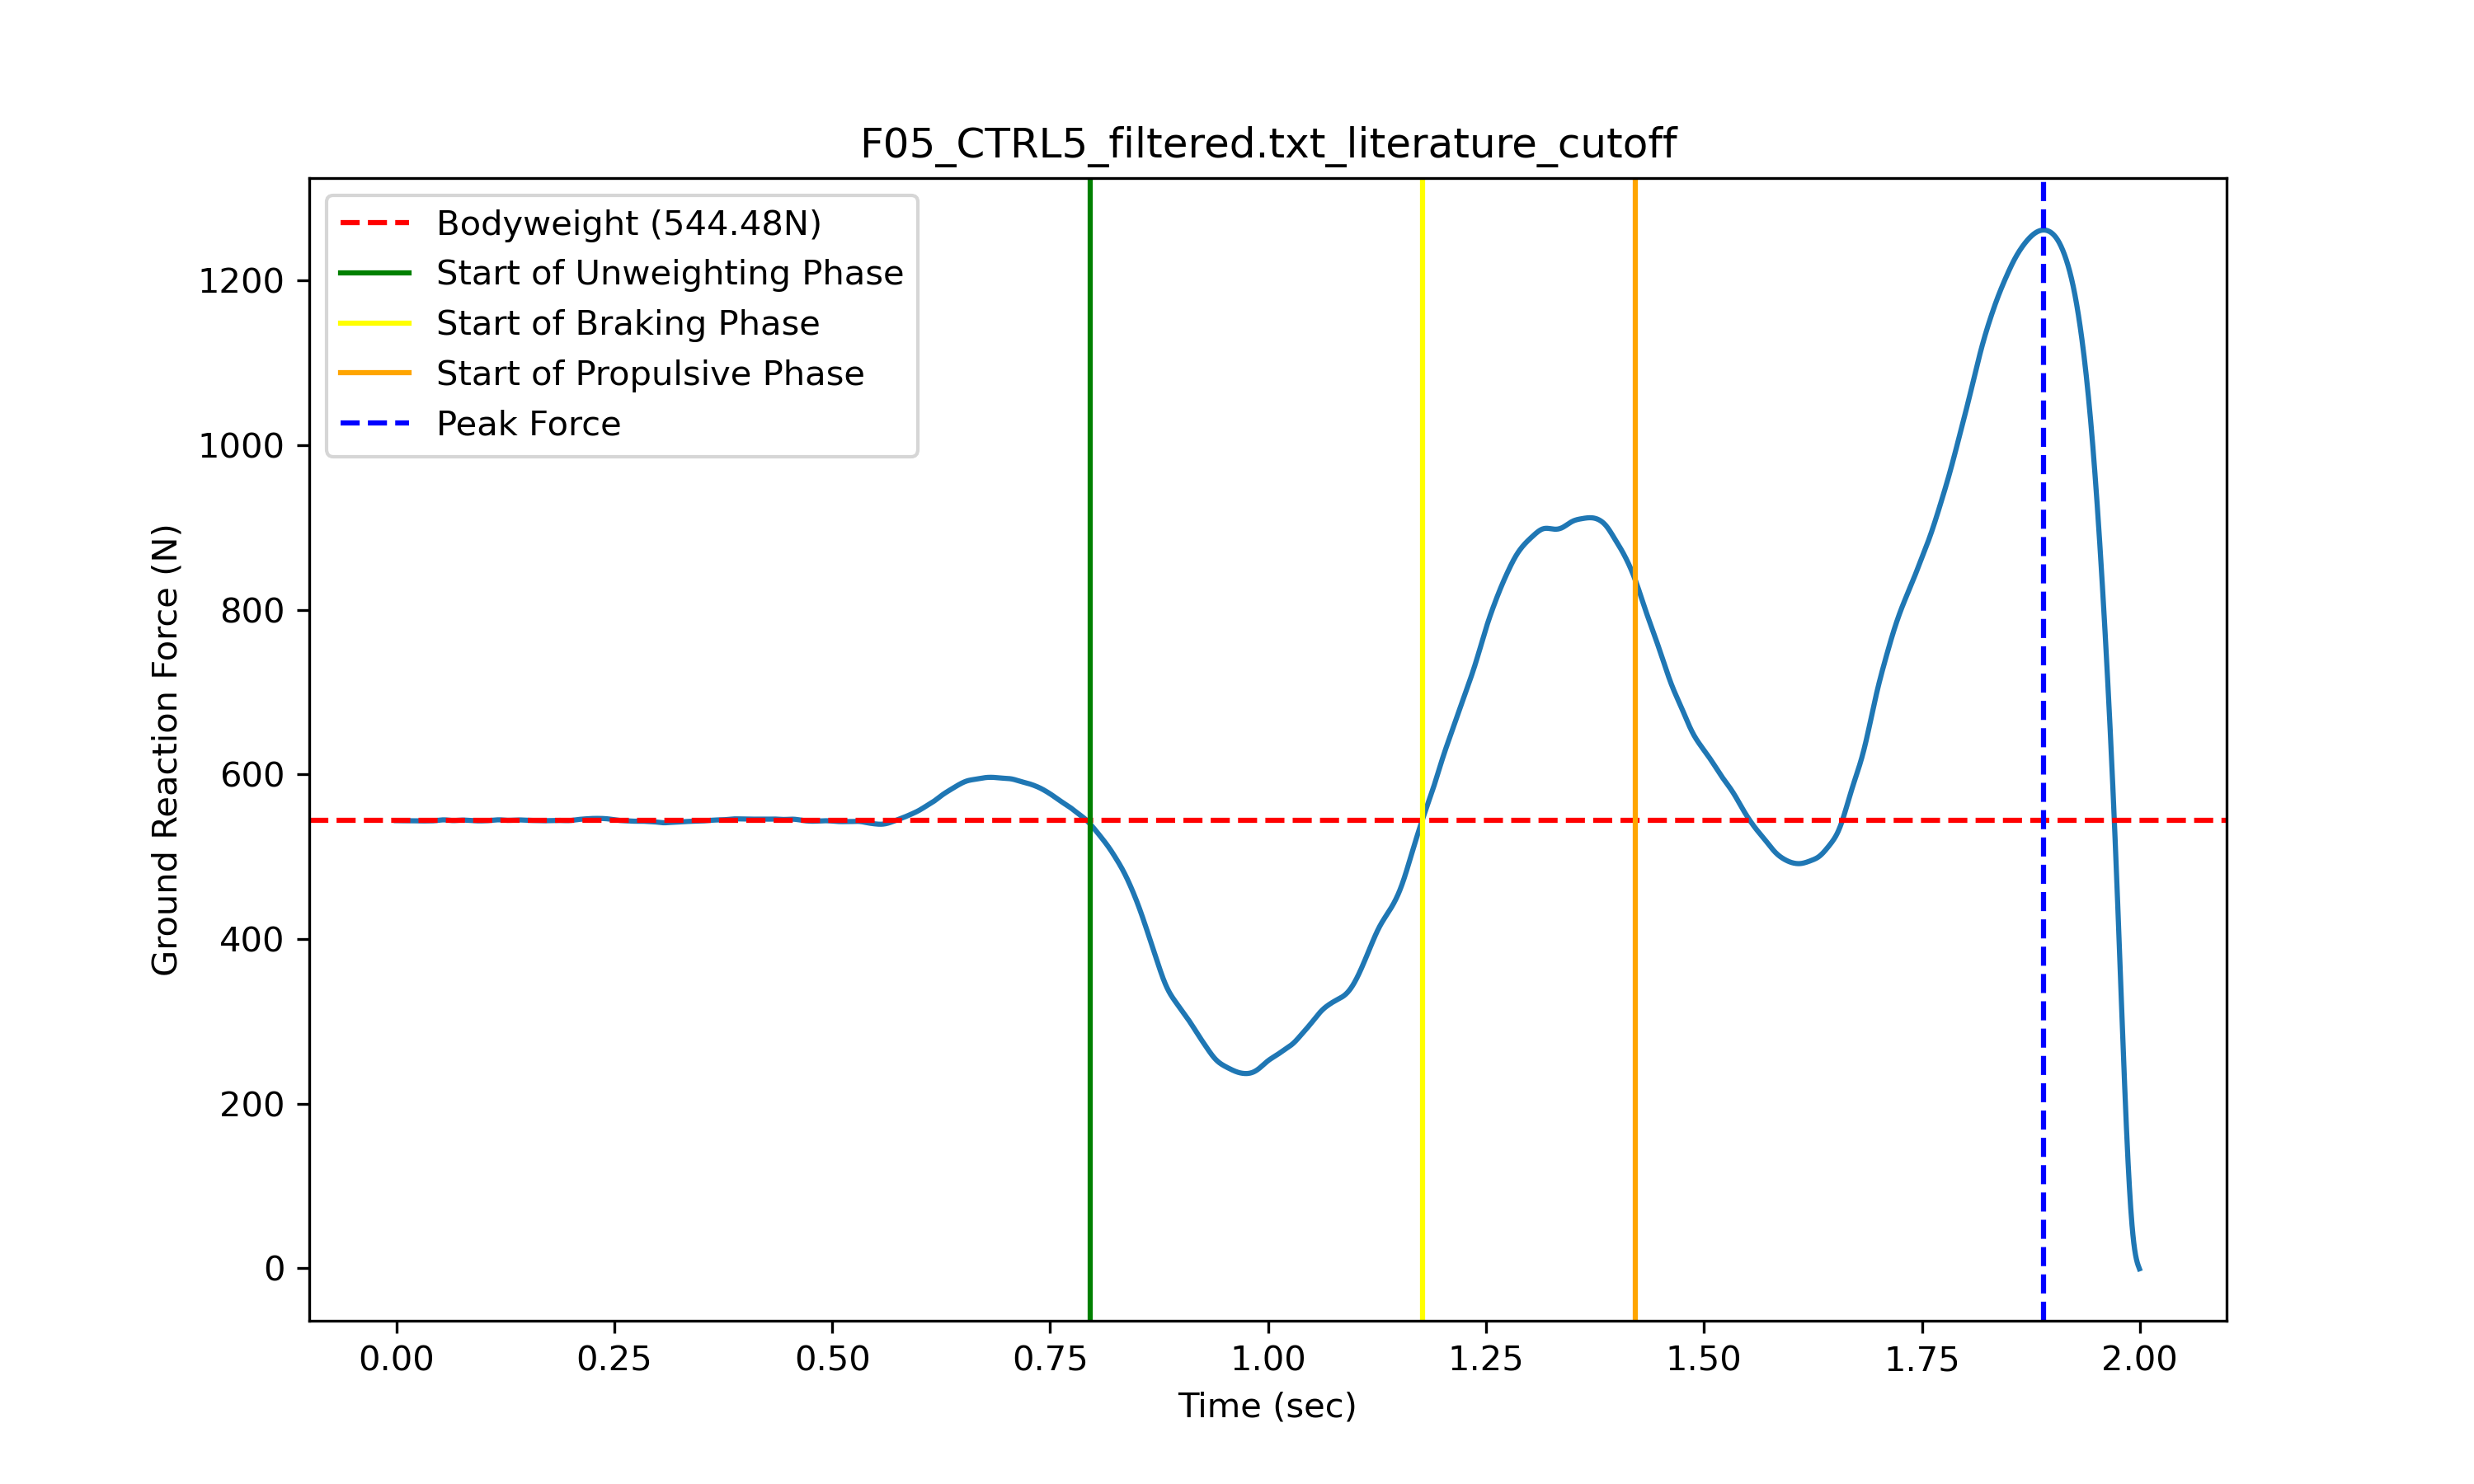 F05_CTRL5_filtered.txt_literature_cutoff
Bodyweight (544.48N)
Start of Unweighting Phase
Start of Braking Phase
Start of Propulsive Phase
Peak Force
Ground Reaction Force (N)
1200
1000
800
600
400
200
0
0.00 0.25 0.50 0.75 1.00 1.25 1.50 1.75 2.00
Time (sec)